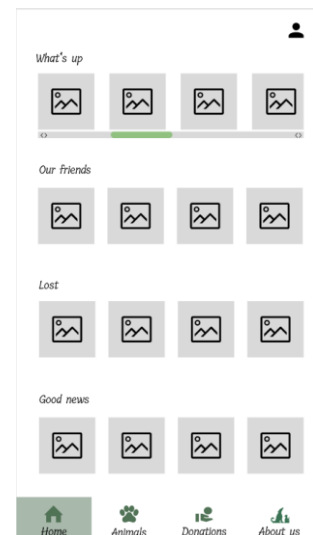 What's up
Our friends
Lost
Good news
Home Animals Donations About us